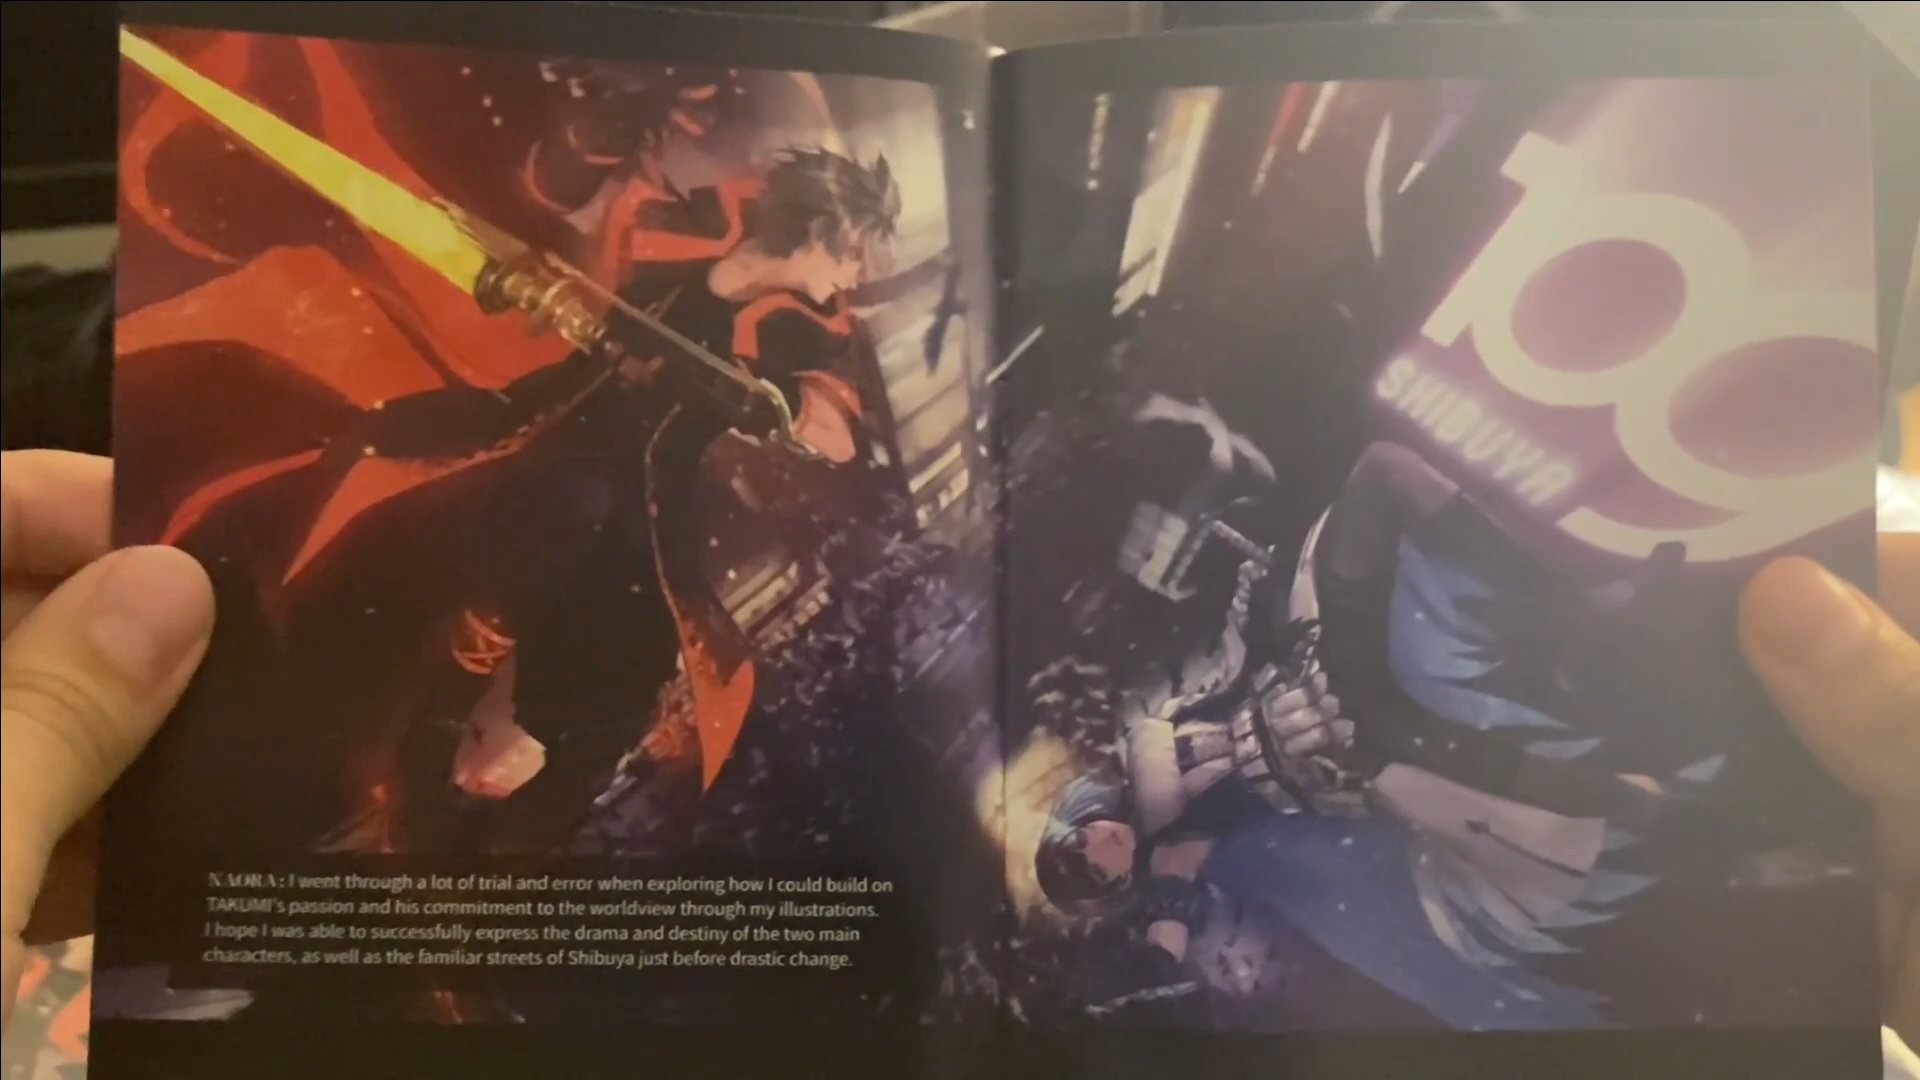 NAORA: I went through a lot of trial and error when exploring how I could build on
TAKUMI's passion and his commitment to the worldview through my illustrations.
I hope I was able to successfully express the drama and destiny of the two main
characters, as well as the familiar streets of Shibuya just before drastic change.
109
SHIBUYA